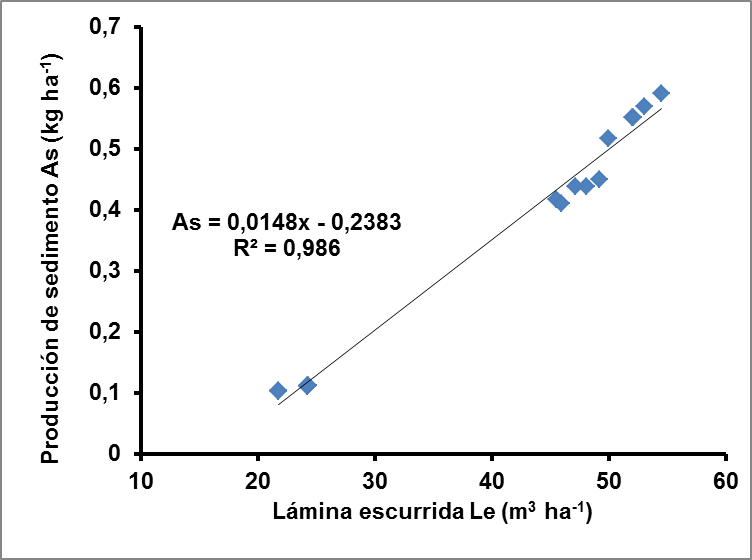 0,7
0,6
0,5
0,4
0,3
0,2
0,1
0
Producción de sedimento As (kg ha⁻¹)
As = 0,0148x - 0,2383
R² = 0,986
10 20 30 40 50 60
Lámina escurrida Le (m³ ha⁻¹)